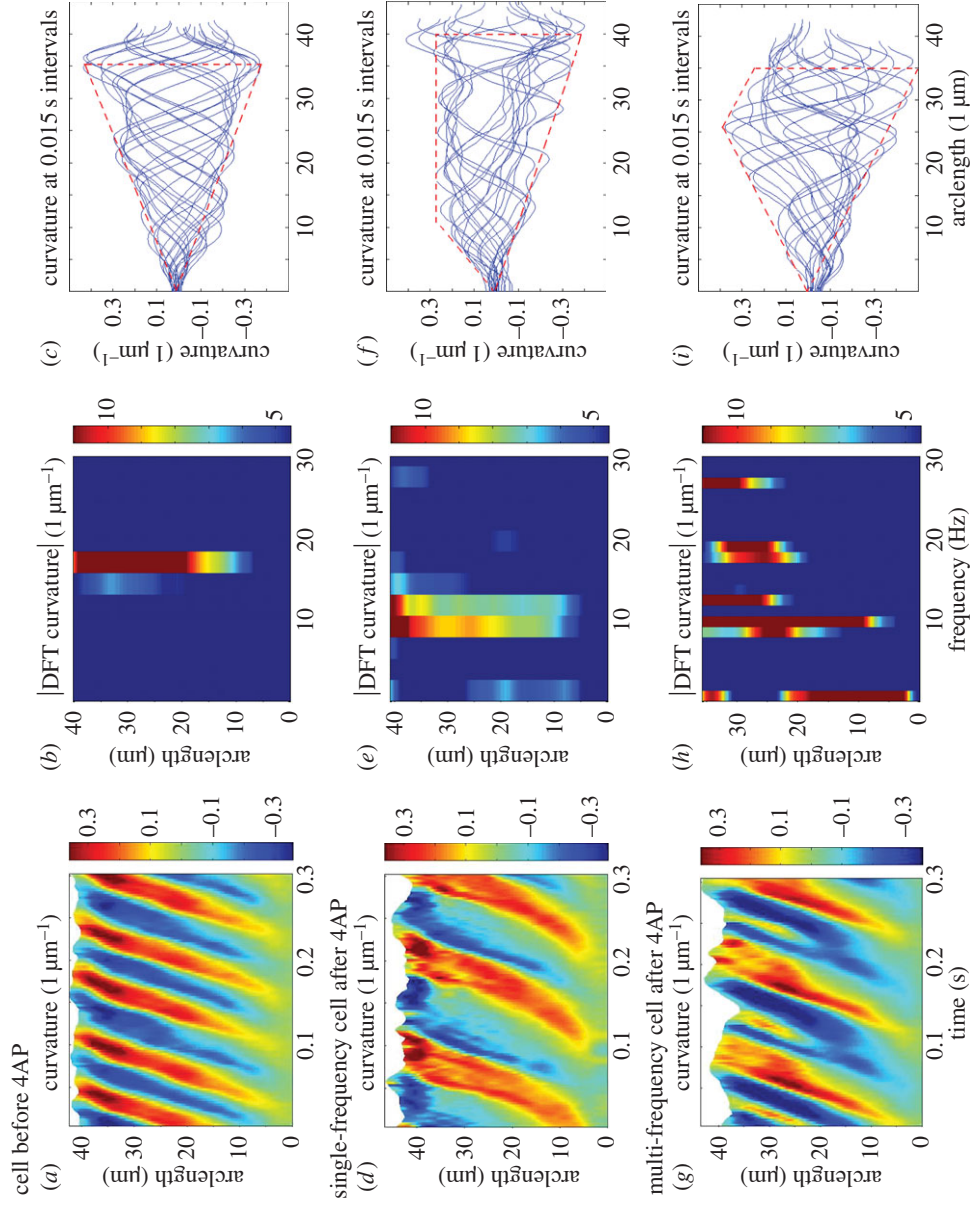 cell before 4AP
(a)
curvature (1 µm⁻¹)
arclength (µm)
40
30
20
10
0
0.1
0.2
0.3
0.3
0.1
−0.1
−0.3
(b)
|DFT curvature| (1 µm⁻¹)
arclength (µm)
40
30
20
10
0
10
20
30
10
5
(c)
curvature at 0.015 s intervals
curvature (1 µm⁻¹)
0.3
0.1
−0.1
−0.3
10
20
30
40
single-frequency cell after 4AP
(d)
curvature (1 µm⁻¹)
arclength (µm)
40
30
20
10
0
0.1
0.2
0.3
0.3
0.1
−0.1
−0.3
(e)
|DFT curvature| (1 µm⁻¹)
arclength (µm)
40
30
20
10
0
10
20
30
10
5
(f)
curvature at 0.015 s intervals
curvature (1 µm⁻¹)
0.3
0.1
−0.1
−0.3
10
20
30
40
multi-frequency cell after 4AP
(g)
curvature (1 µm⁻¹)
arclength (µm)
40
30
20
10
0
0.1
0.2
0.3
time (s)
0.3
0.1
−0.1
−0.3
(h)
|DFT curvature| (1 µm⁻¹)
arclength (µm)
30
20
10
0
10
20
30
frequency (Hz)
10
5
(i)
curvature at 0.015 s intervals
curvature (1 µm⁻¹)
0.3
0.1
−0.1
−0.3
10
20
30
40
arclength (1 µm)